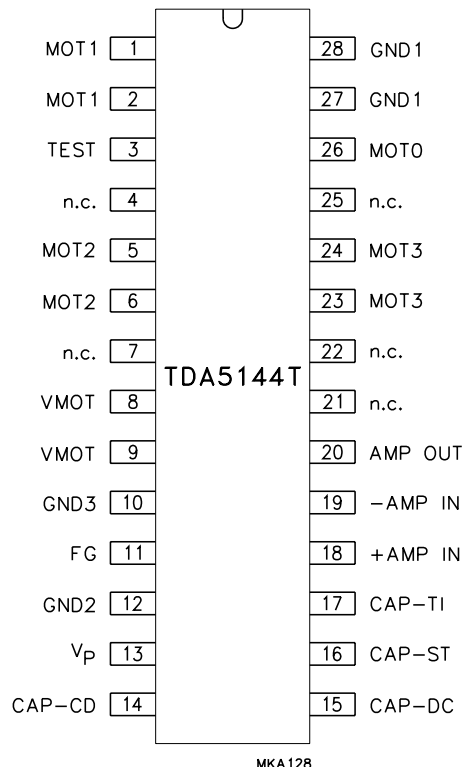 MOT1 1 28 GND1
MOT1 2 27 GND1
TEST 3 26 MOT0
n.c. 4 25 n.c.
MOT2 5 24 MOT3
MOT2 6 23 MOT3
n.c. 7 22 n.c.
TDA5144T
VMOT 8 21 n.c.
VMOT 9 20 AMP OUT
GND3 10 19 −AMP IN
FG 11 18 +AMP IN
GND2 12 17 CAP−TI
VP 13 16 CAP−ST
CAP−CD 14 15 CAP−DC
MKA128